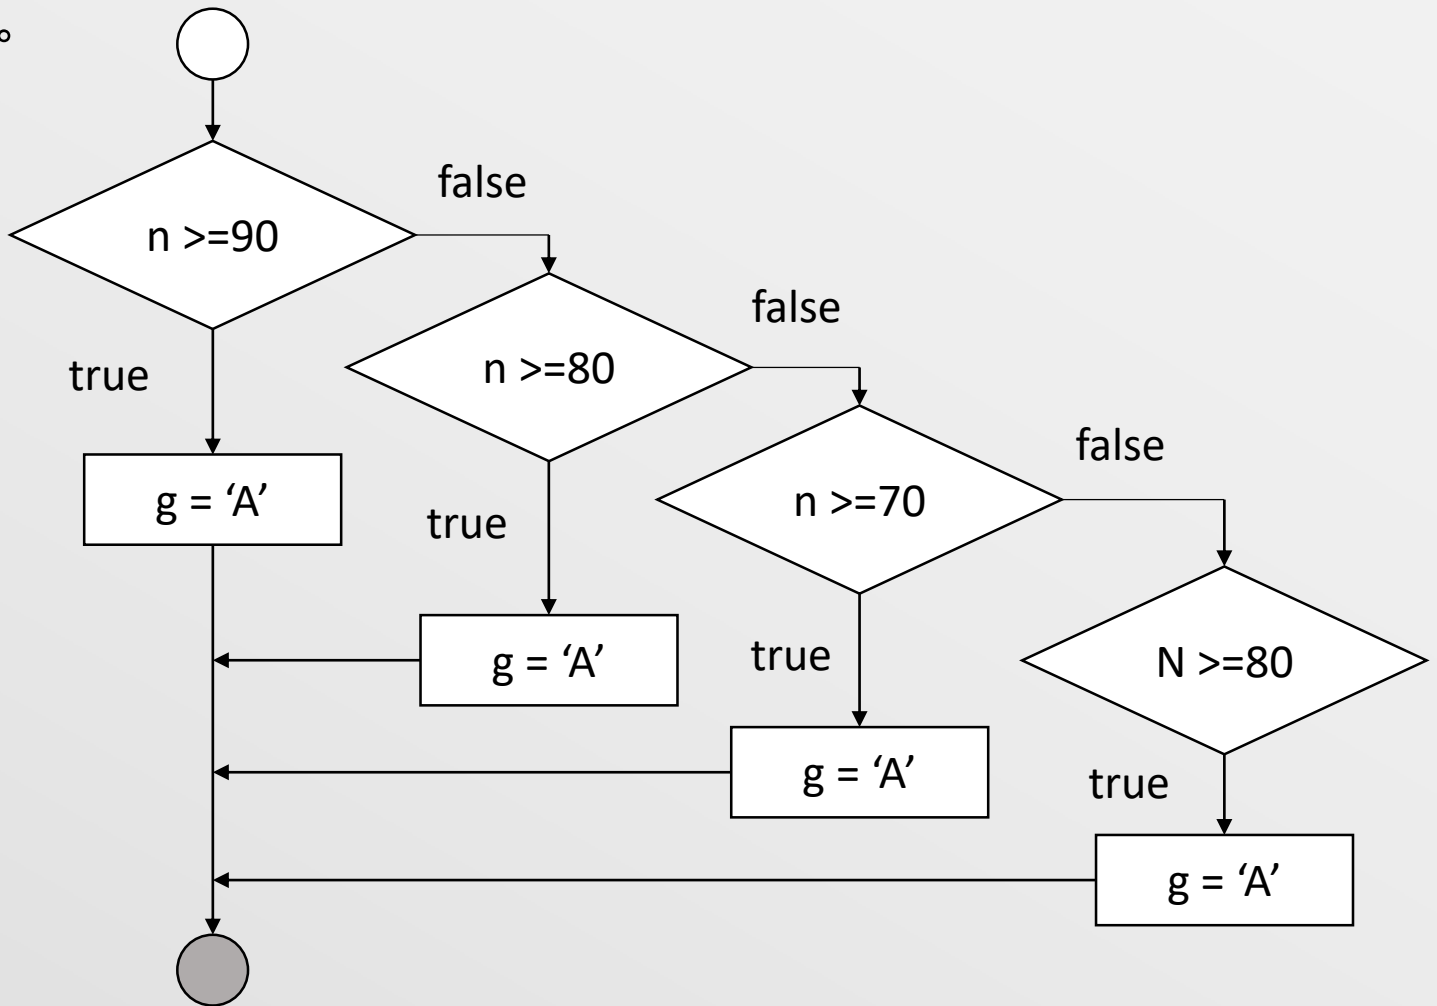 。
n >=90
false
n >=80
false
true
g = ‘A’
n >=70
false
true
g = ‘A’
N >=80
true
g = ‘A’
true
g = ‘A’